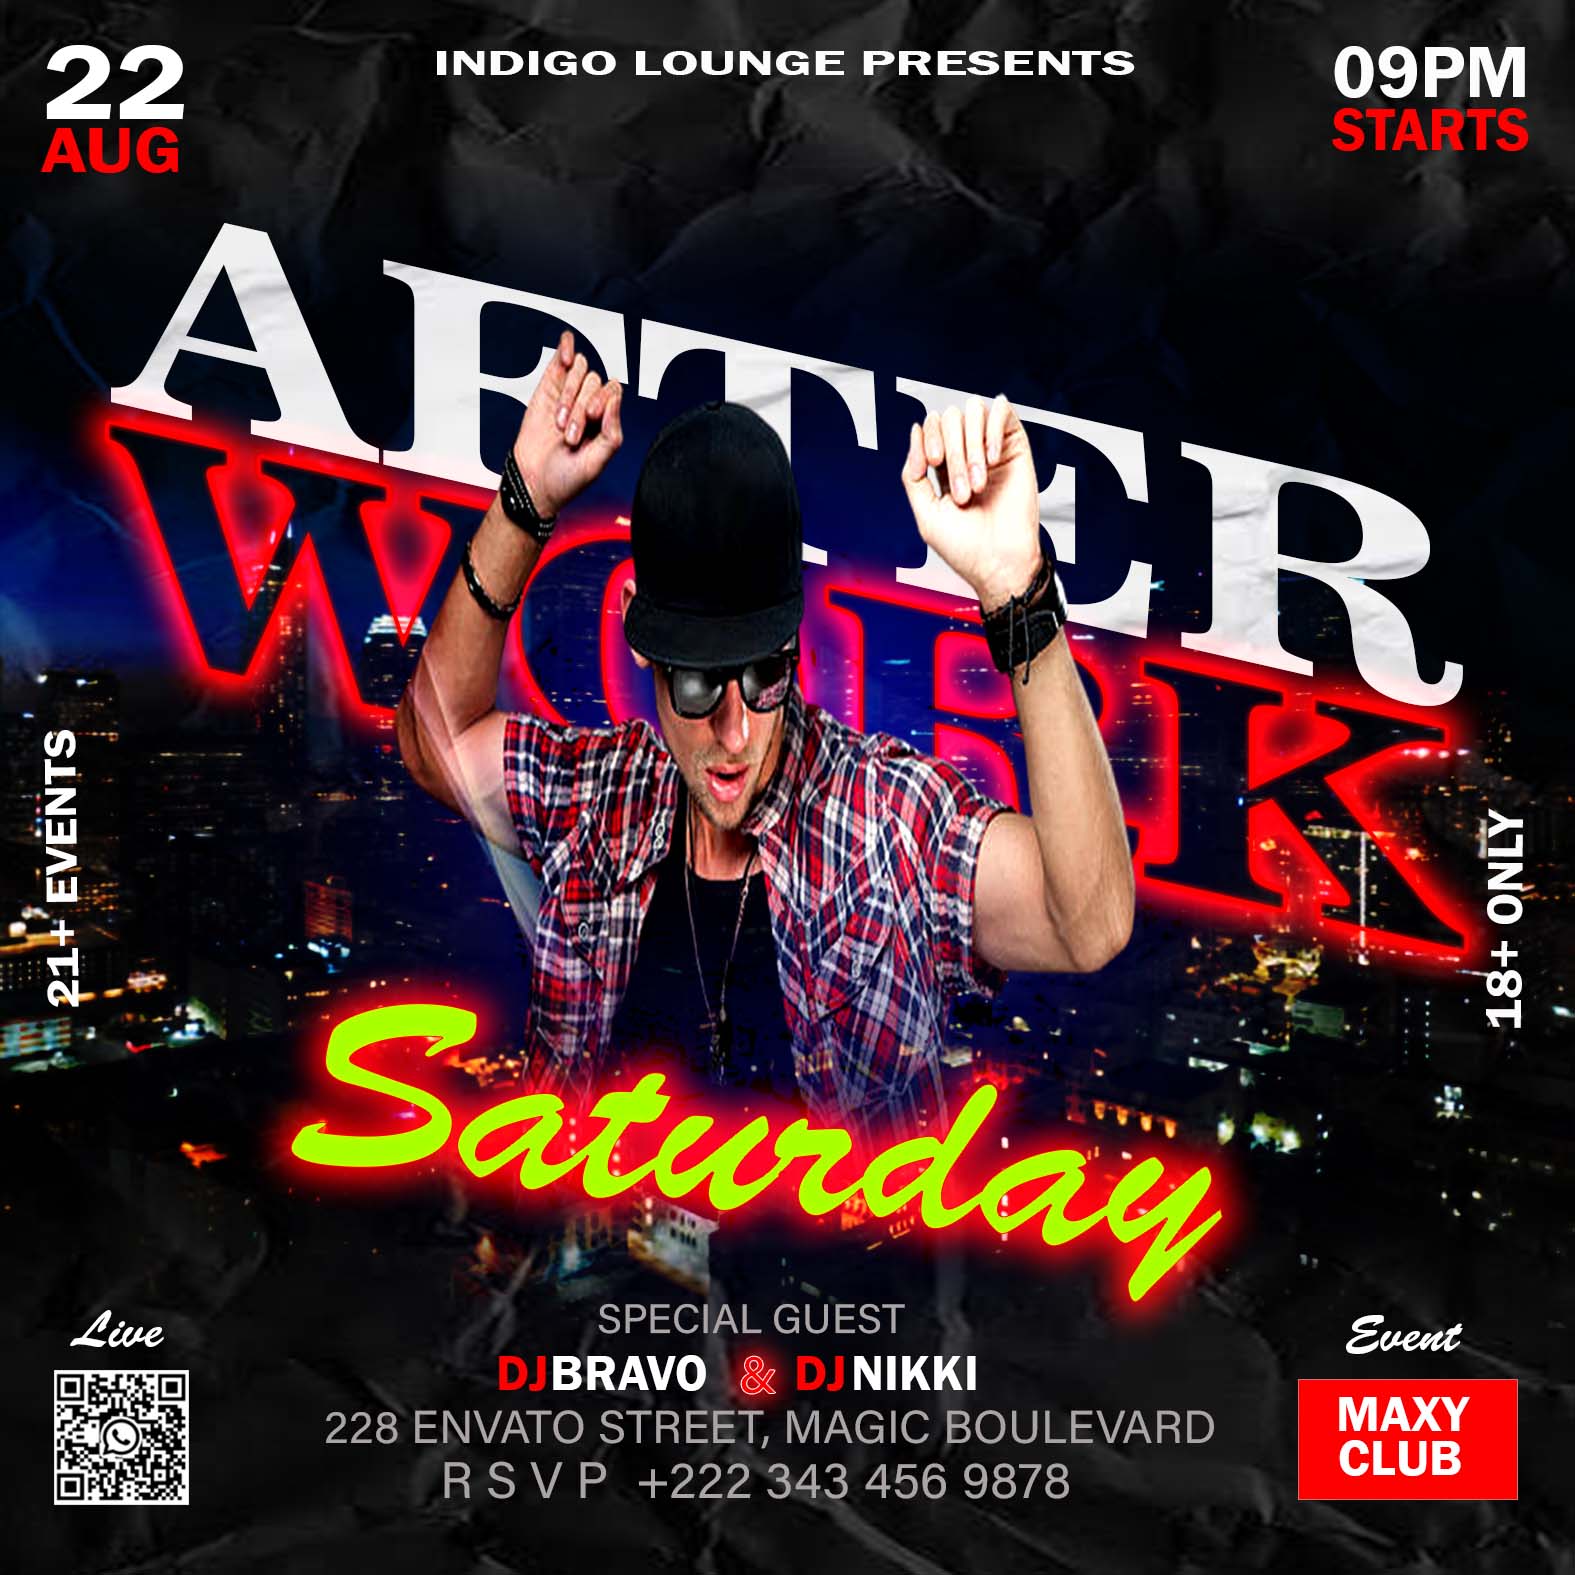 22
AUG
INDIGO LOUNGE PRESENTS
09PM
STARTS
AFTER
WORK
21+ EVENTS
18+ ONLY
Saturday
Live
SPECIAL GUEST
DJBRAVO & DJNIKKI
228 ENVATO STREET, MAGIC BOULEVARD
R S V P +222 343 456 9878
Event
MAXY
CLUB